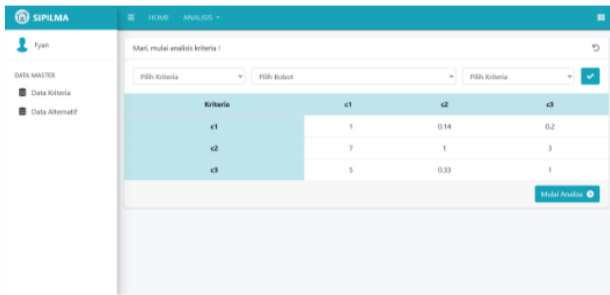 SIPILMA
HOME ANALISIS
Fyan
Mari, mulai analisis kriteria !
DATA MASTER
Data Kriteria
Data Alternatif
Pilih Kriteria Pilih Bobot Pilih Kriteria
Kriteria c1 c2 c3
c1 1 0.14 0.2
c2 7 1 3
c3 5 0.33 1
Mulai Analisa